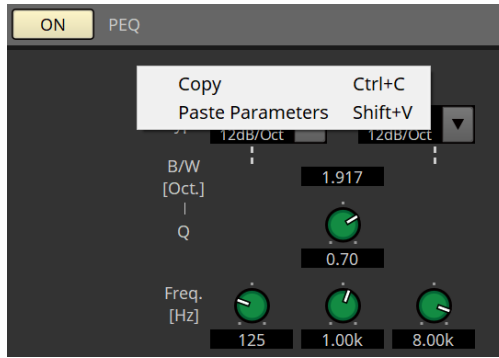 ON PEQ
Copy Ctrl+C
Paste Parameters Shift+V
12dB/Oct 12dB/Oct ▼
B/W 1.917
[Oct.]
Q
0.70
Freq.
[Hz]
125 1.00k 8.00k